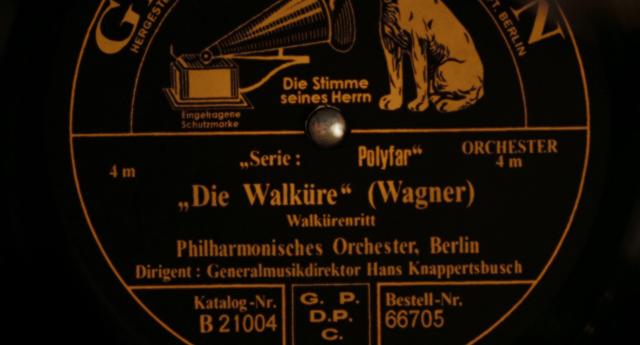 Die Stimme
seines Herrn
Eingetragene
Schutzmarke
„Serie: Polyfar“ ORCHESTER
4 m 4 m
„Die Walküre“ (Wagner)
Walkürenritt
Philharmonisches Orchester, Berlin
Dirigent : Generalmusikdirektor Hans Knappertsbusch
Katalog-Nr. G. P. Bestell-Nr.
B 21004 D.P. 66705
C.